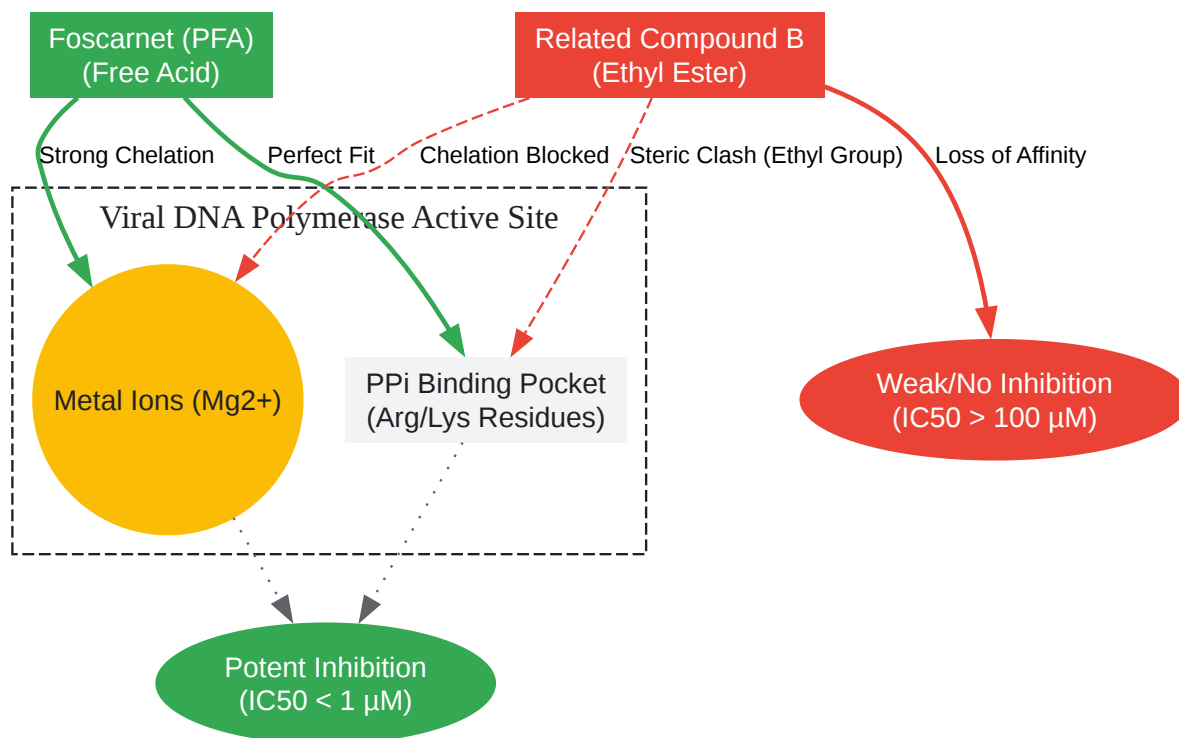 Foscarnet (PFA)
(Free Acid)
Related Compound B
(Ethyl Ester)
Strong Chelation
Perfect Fit
Chelation Blocked
Steric Clash (Ethyl Group)
Loss of Affinity
Viral DNA Polymerase Active Site
Metal Ions (Mg2+)
PPi Binding Pocket
(Arg/Lys Residues)
Weak/No Inhibition
(IC50 > 100 µM)
Potent Inhibition
(IC50 < 1 µM)